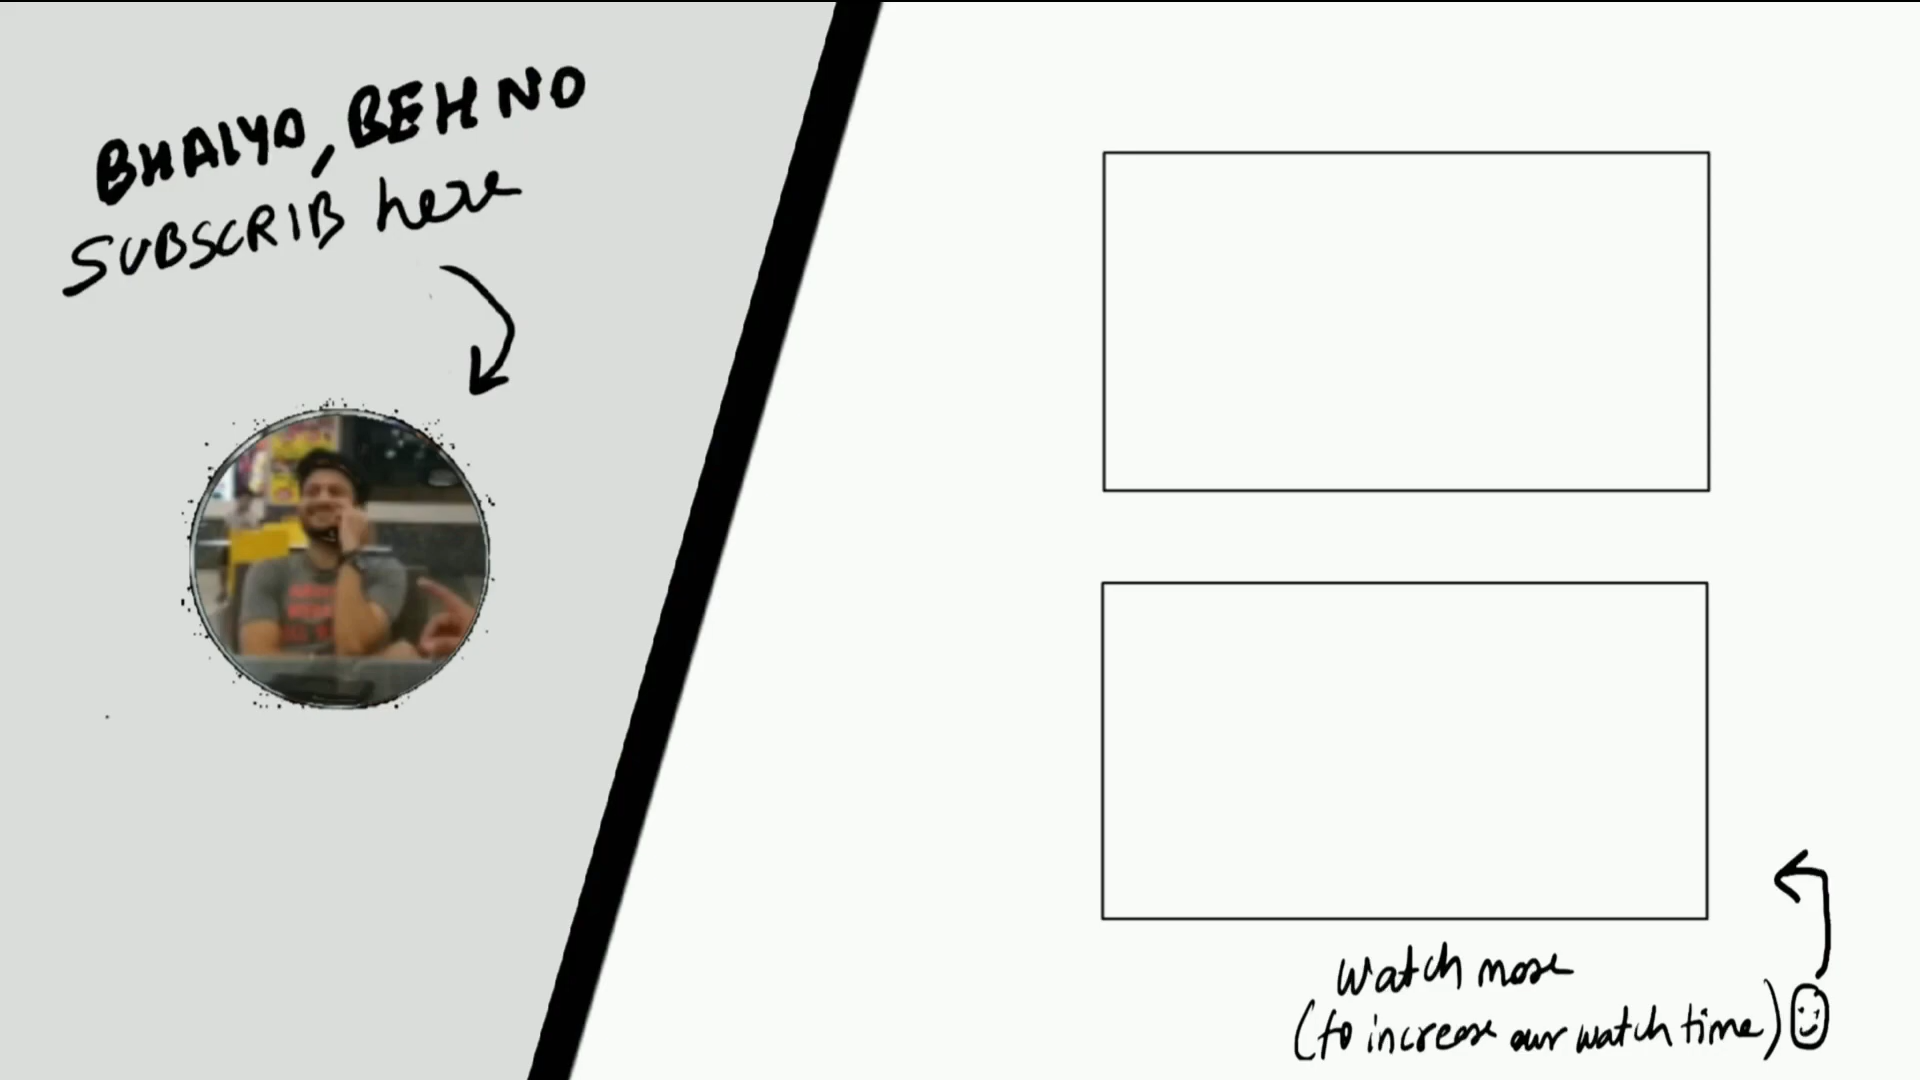 BHAIYO, BEHNO
SUBSCRIB here
Watch more
(to increase our watch time)